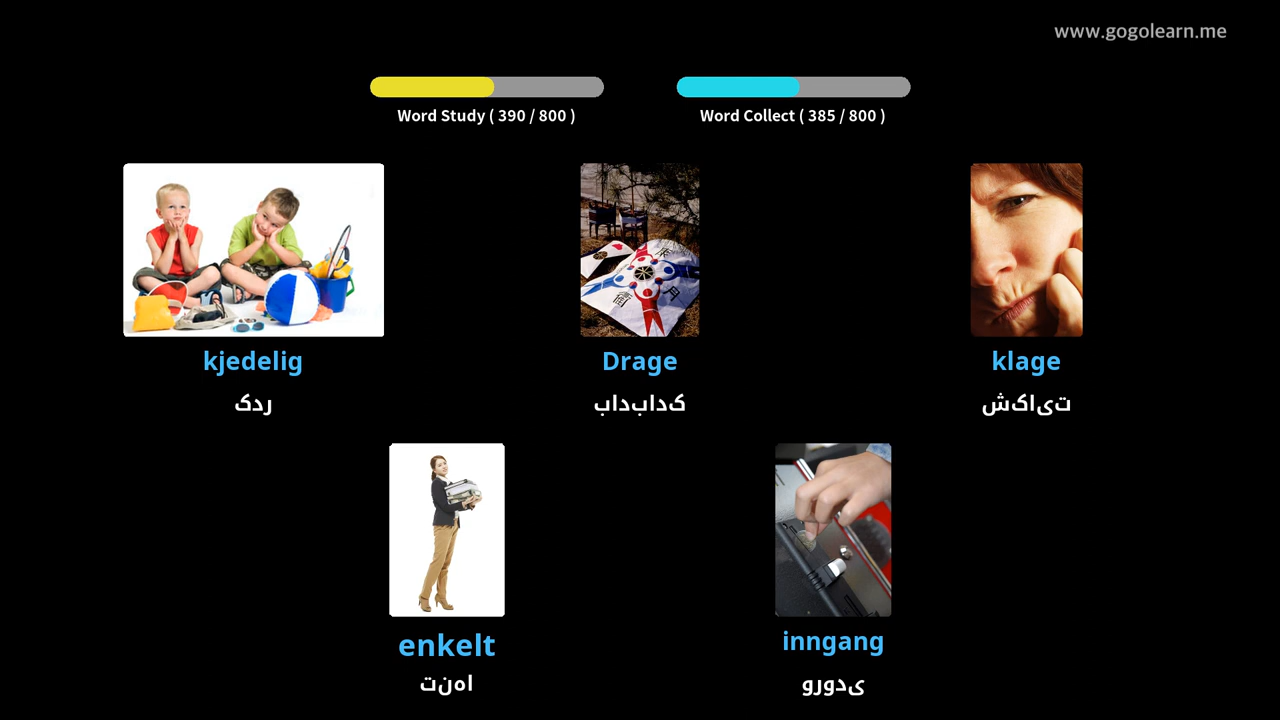 www.gogolearn.me
Word Study ( 390 / 800 )
Word Collect ( 385 / 800 )
kjedelig
Drage
klage
ردک
کدابداب
تیاکش
enkelt
inngang
اهنت
یدورو